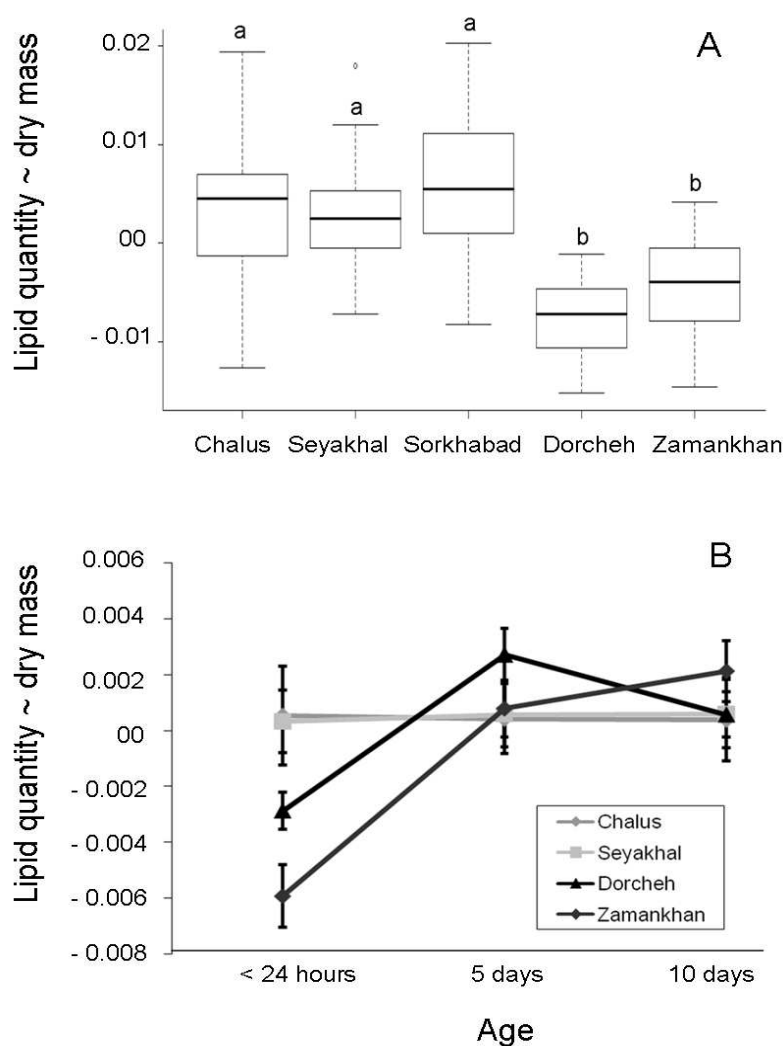 A
Lipid quantity ~ dry mass
0.02
0.01
00
- 0.01
a
a
a
b
b
Chalus
Seyakhal
Sorkhabad
Dorcheh
Zamankhan
B
Lipid quantity ~ dry mass
0.006
0.004
0.002
00
- 0.002
- 0.004
- 0.006
- 0.008
Chalus
Seyakhal
Dorcheh
Zamankhan
< 24 hours
5 days
10 days
Age